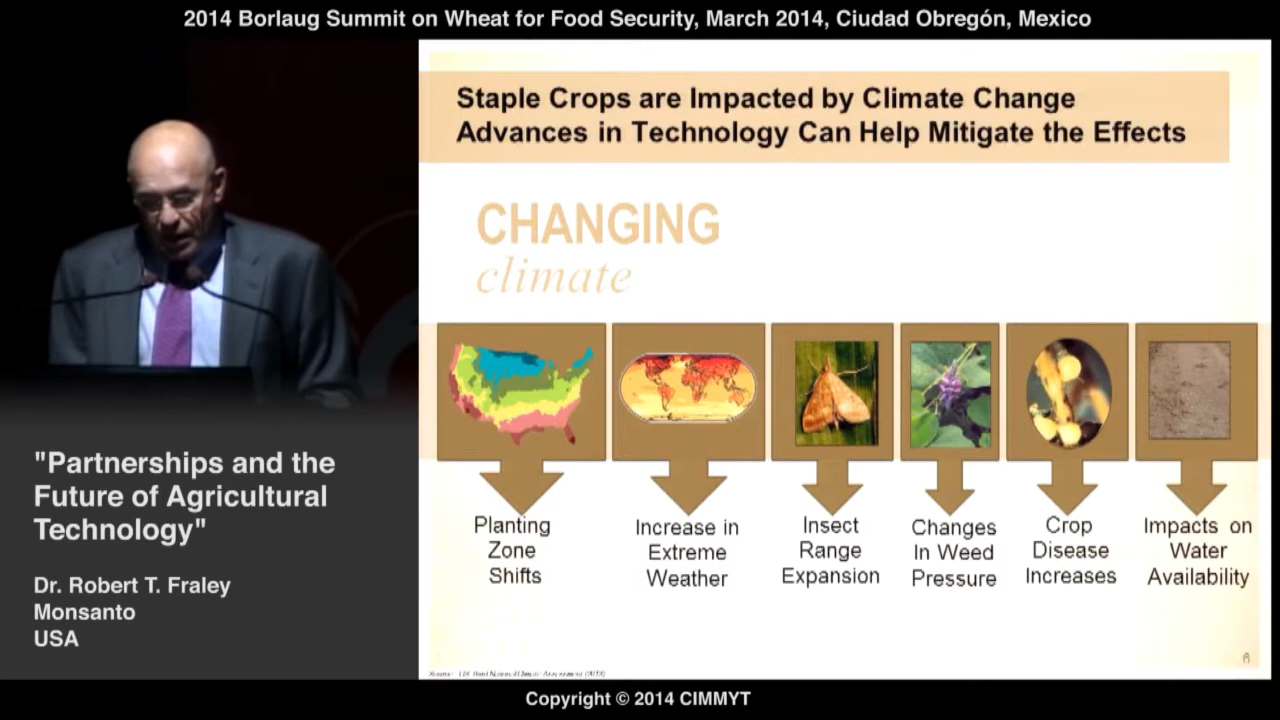 2014 Borlaug Summit on Wheat for Food Security, March 2014, Ciudad Obregón, Mexico
Staple Crops are Impacted by Climate Change
Advances in Technology Can Help Mitigate the Effects
CHANGING
climate
Planting
Zone
Shifts
Increase in
Extreme
Weather
Insect
Range
Expansion
Changes
In Weed
Pressure
Crop
Disease
Increases
Impacts on
Water
Availability
"Partnerships and the
Future of Agricultural
Technology"
Dr. Robert T. Fraley
Monsanto
USA
Copyright © 2014 CIMMYT